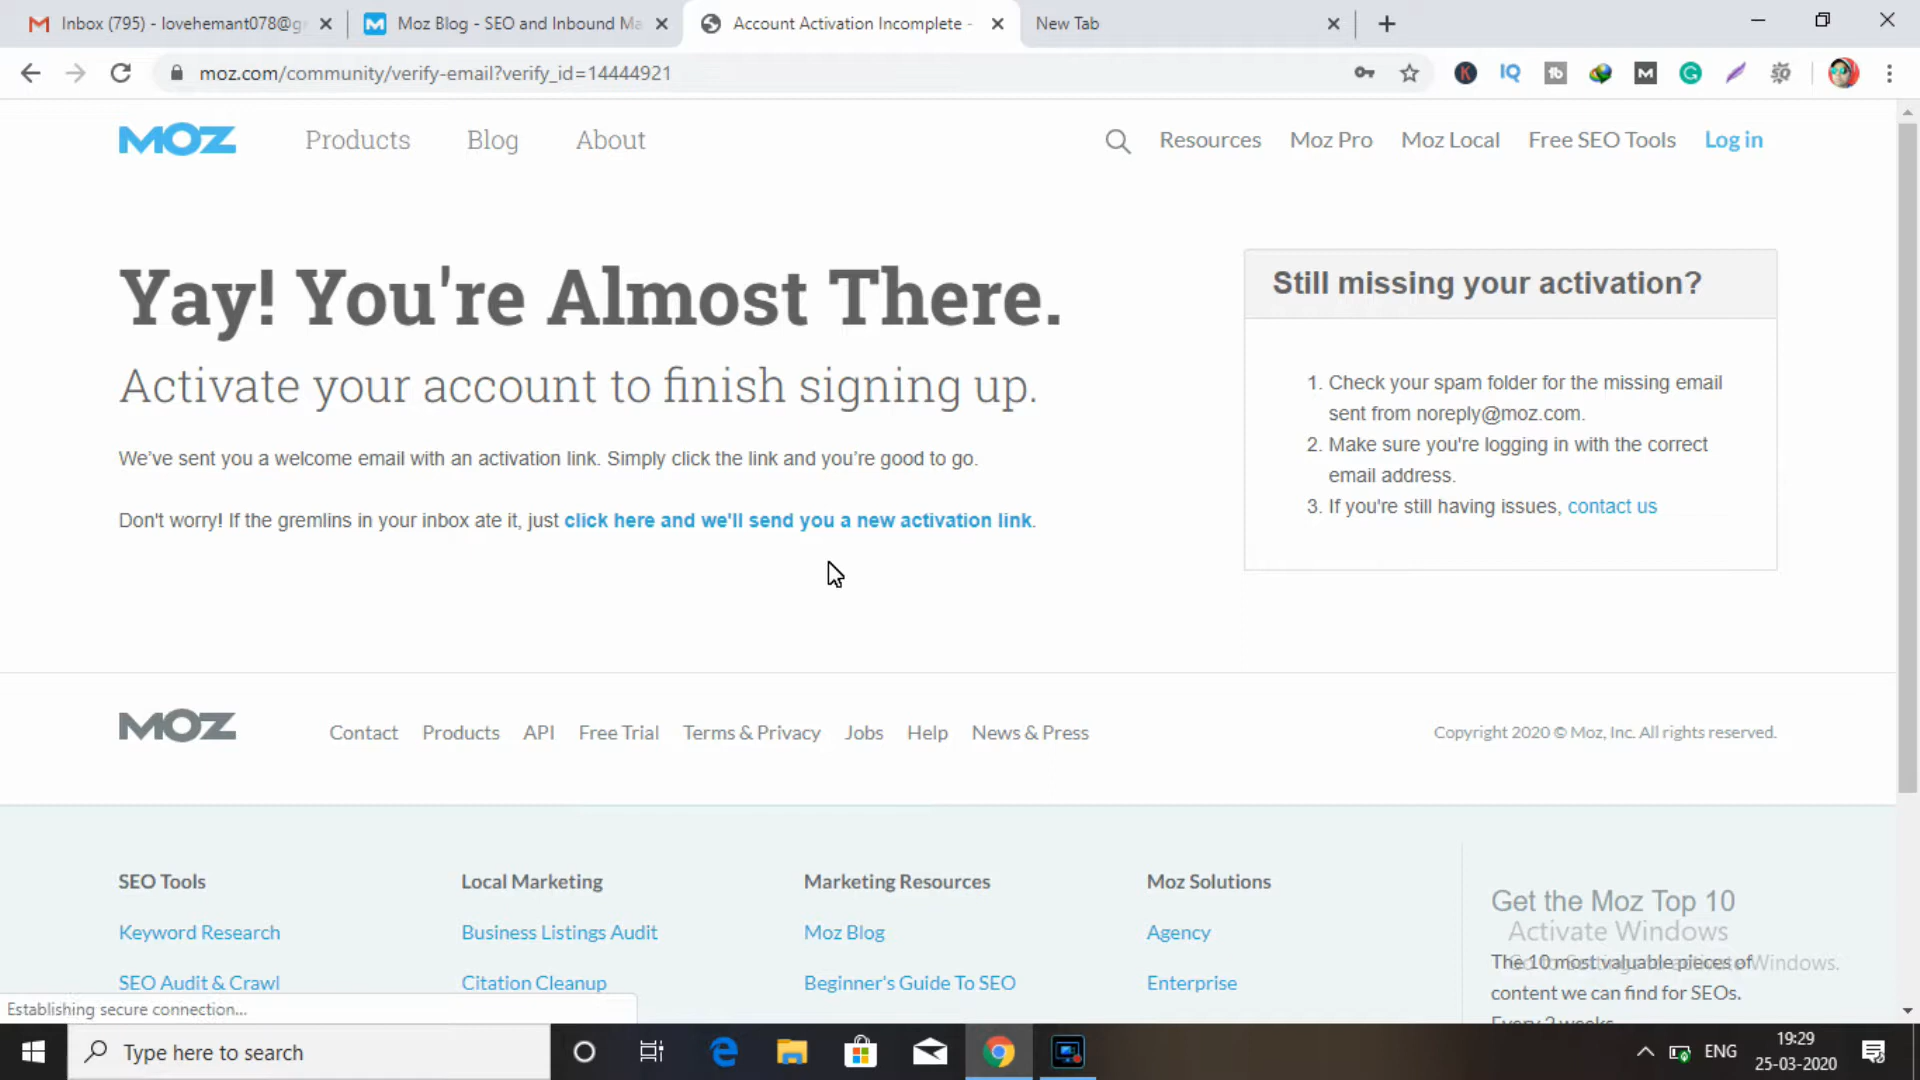 Inbox (795) - lovehemant078@g
Moz Blog - SEO and Inbound Ma
Account Activation Incomplete -
New Tab
moz.com/community/verify-email?verify_id=14444921
MOZ
Products
Blog
About
Resources
Moz Pro
Moz Local
Free SEO Tools
Log in
Yay! You're Almost There.
Activate your account to finish signing up.
We've sent you a welcome email with an activation link. Simply click the link and you're good to go.
Don't worry! If the gremlins in your inbox ate it, just click here and we'll send you a new activation link.
Still missing your activation?
1. Check your spam folder for the missing email
sent from noreply@moz.com.
2. Make sure you're logging in with the correct
email address.
3. If you're still having issues, contact us
MOZ
Contact
Products
API
Free Trial
Terms & Privacy
Jobs
Help
News & Press
Copyright 2020 © Moz, Inc. All rights reserved.
SEO Tools
Keyword Research
SEO Audit & Crawl
Local Marketing
Business Listings Audit
Citation Cleanup
Marketing Resources
Moz Blog
Beginner's Guide To SEO
Moz Solutions
Agency
Enterprise
Get the Moz Top 10
Activate Windows
The 10 most valuable pieces of
Windows.
content we can find for SEOs.
Every 2 weeks
Establishing secure connection...
Type here to search
ENG
19:29
25-03-2020